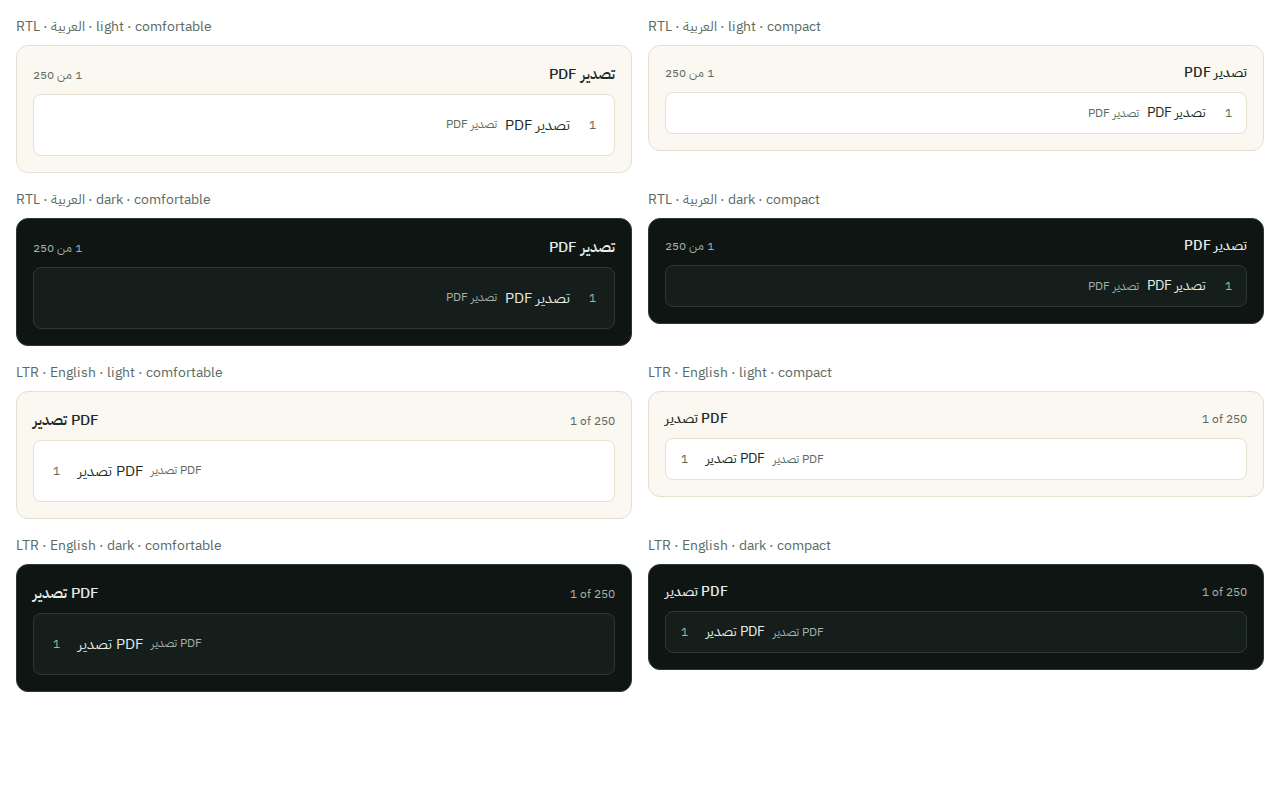 RTL · العربية · light · comfortable
تصدير PDF
1 من 250
1 تصدير PDF تصدير PDF
RTL · العربية · light · compact
تصدير PDF
1 من 250
1 تصدير PDF تصدير PDF
RTL · العربية · dark · comfortable
تصدير PDF
1 من 250
1 تصدير PDF تصدير PDF
RTL · العربية · dark · compact
تصدير PDF
1 من 250
1 تصدير PDF تصدير PDF
LTR · English · light · comfortable
تصدير PDF
1 of 250
1 تصدير PDF تصدير PDF
LTR · English · light · compact
تصدير PDF
1 of 250
1 تصدير PDF تصدير PDF
LTR · English · dark · comfortable
تصدير PDF
1 of 250
1 تصدير PDF تصدير PDF
LTR · English · dark · compact
تصدير PDF
1 of 250
1 تصدير PDF تصدير PDF